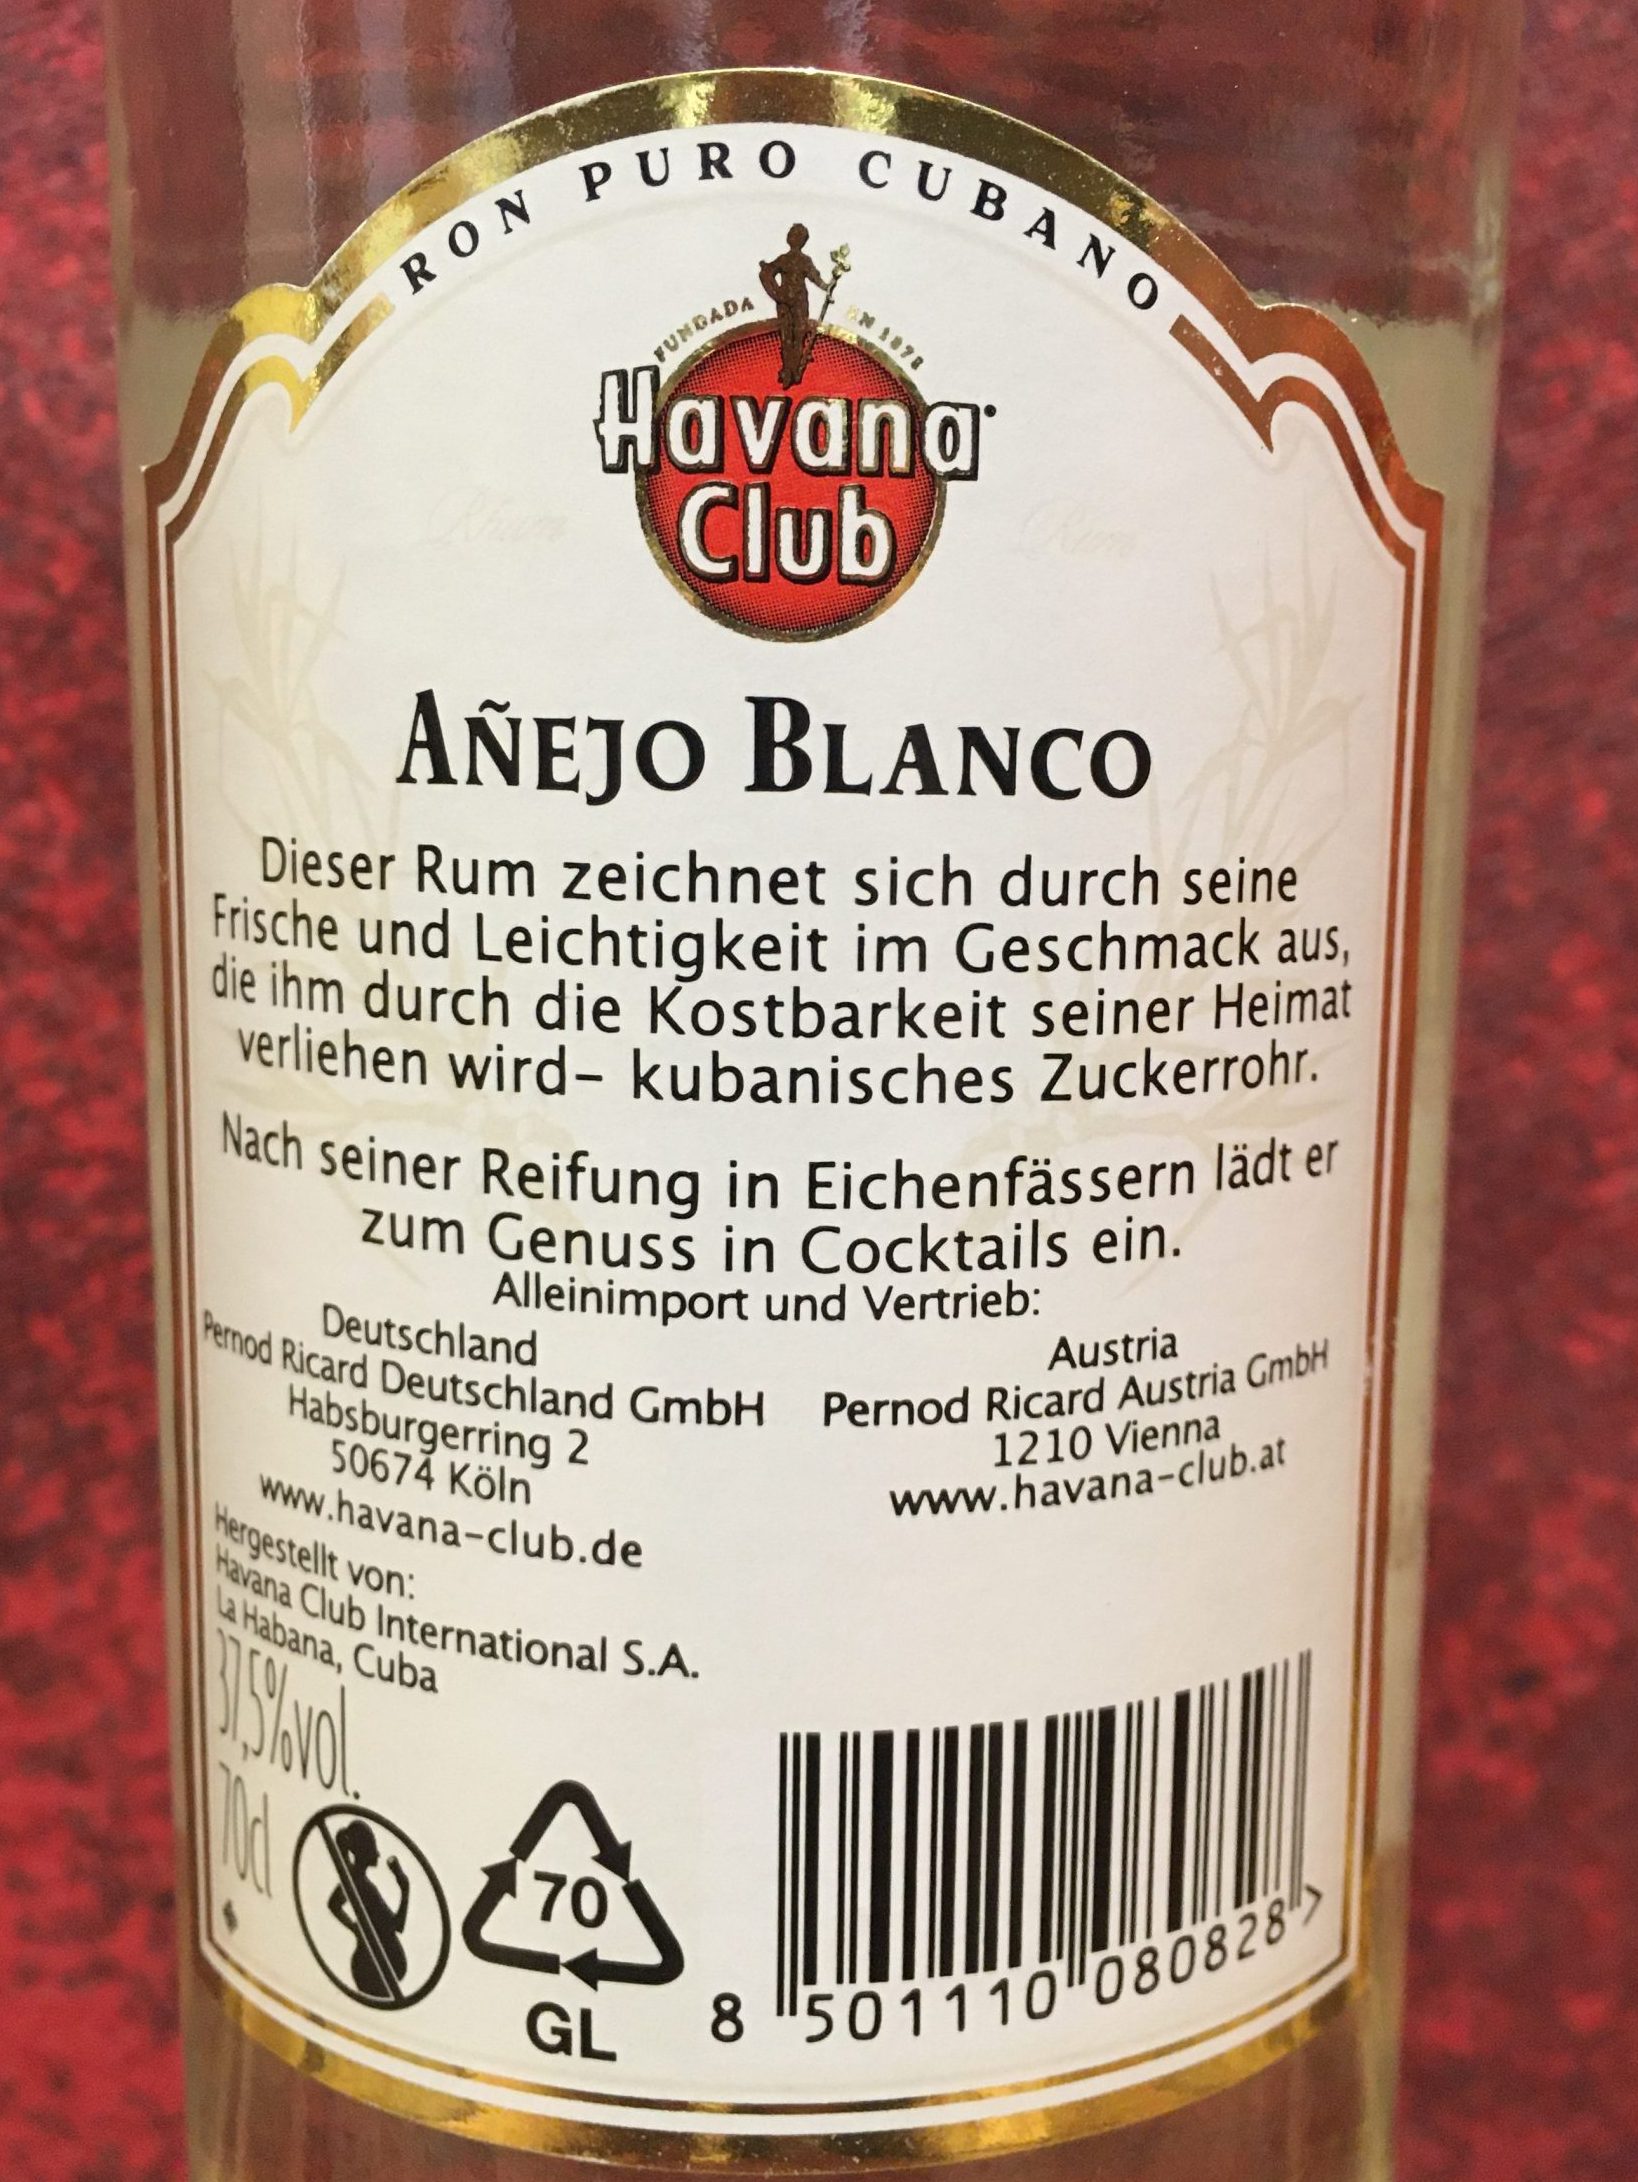 RON PURO CUBANO
FUNDADA EN 1878
Havana
Club
AÑEJO BLANCO
Dieser Rum zeichnet sich durch seine
Frische und Leichtigkeit im Geschmack aus,
die ihm durch die Kostbarkeit seiner Heimat
verliehen wird– kubanisches Zuckerrohr.
Nach seiner Reifung in Eichenfässern lädt er
zum Genuss in Cocktails ein.
Alleinimport und Vertrieb:
Deutschland
Pernod Ricard Deutschland GmbH
Habsburgerring 2
50674 Köln
www.havana-club.de
Austria
Pernod Ricard Austria GmbH
1210 Vienna
www.havana-club.at
Hergestellt von:
Havana Club International S.A.
La Habana, Cuba
37,5%vol.
70cl
70
GL
8 501110 080828 >